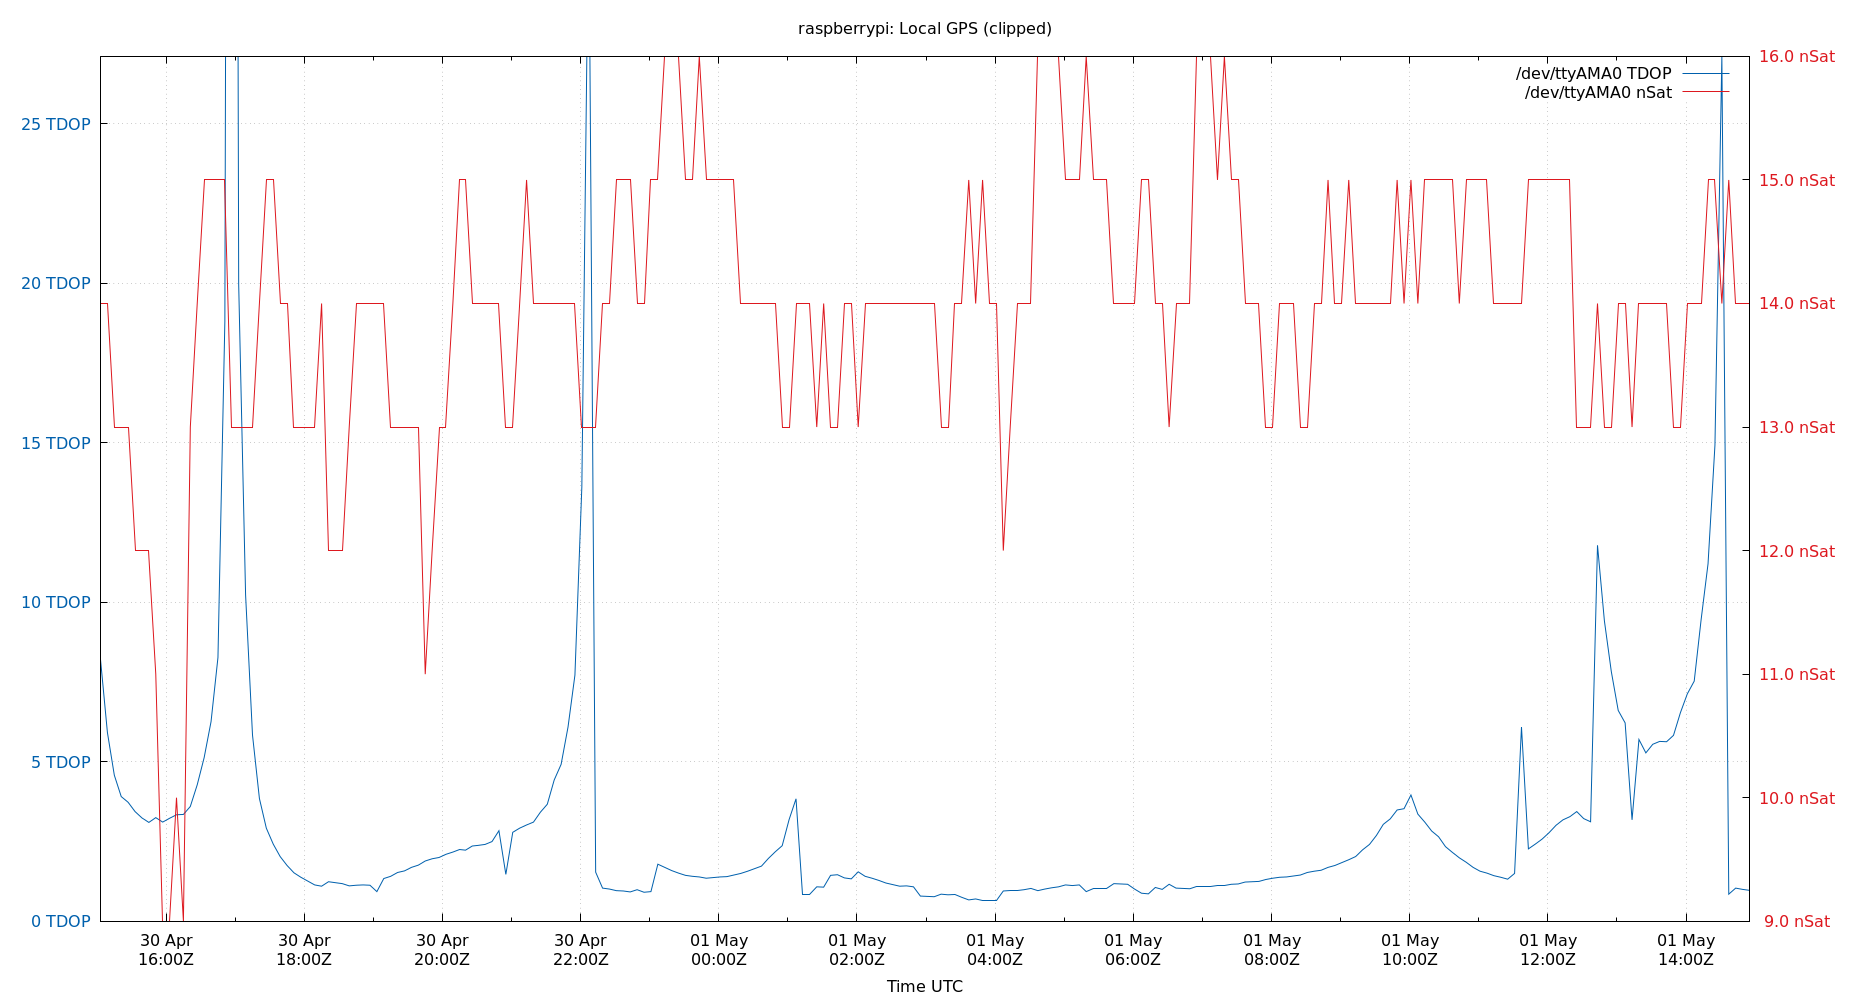 raspberrypi: Local GPS (clipped)
/dev/ttyAMA0 TDOP
/dev/ttyAMA0 nSat
25 TDOP
20 TDOP
15 TDOP
10 TDOP
5 TDOP
0 TDOP
16.0 nSat
15.0 nSat
14.0 nSat
13.0 nSat
12.0 nSat
11.0 nSat
10.0 nSat
9.0 nSat
30 Apr 30 Apr 30 Apr 30 Apr 01 May 01 May 01 May 01 May 01 May 01 May 01 May 01 May
16:00Z 18:00Z 20:00Z 22:00Z 00:00Z 02:00Z 04:00Z 06:00Z 08:00Z 10:00Z 12:00Z 14:00Z
Time UTC